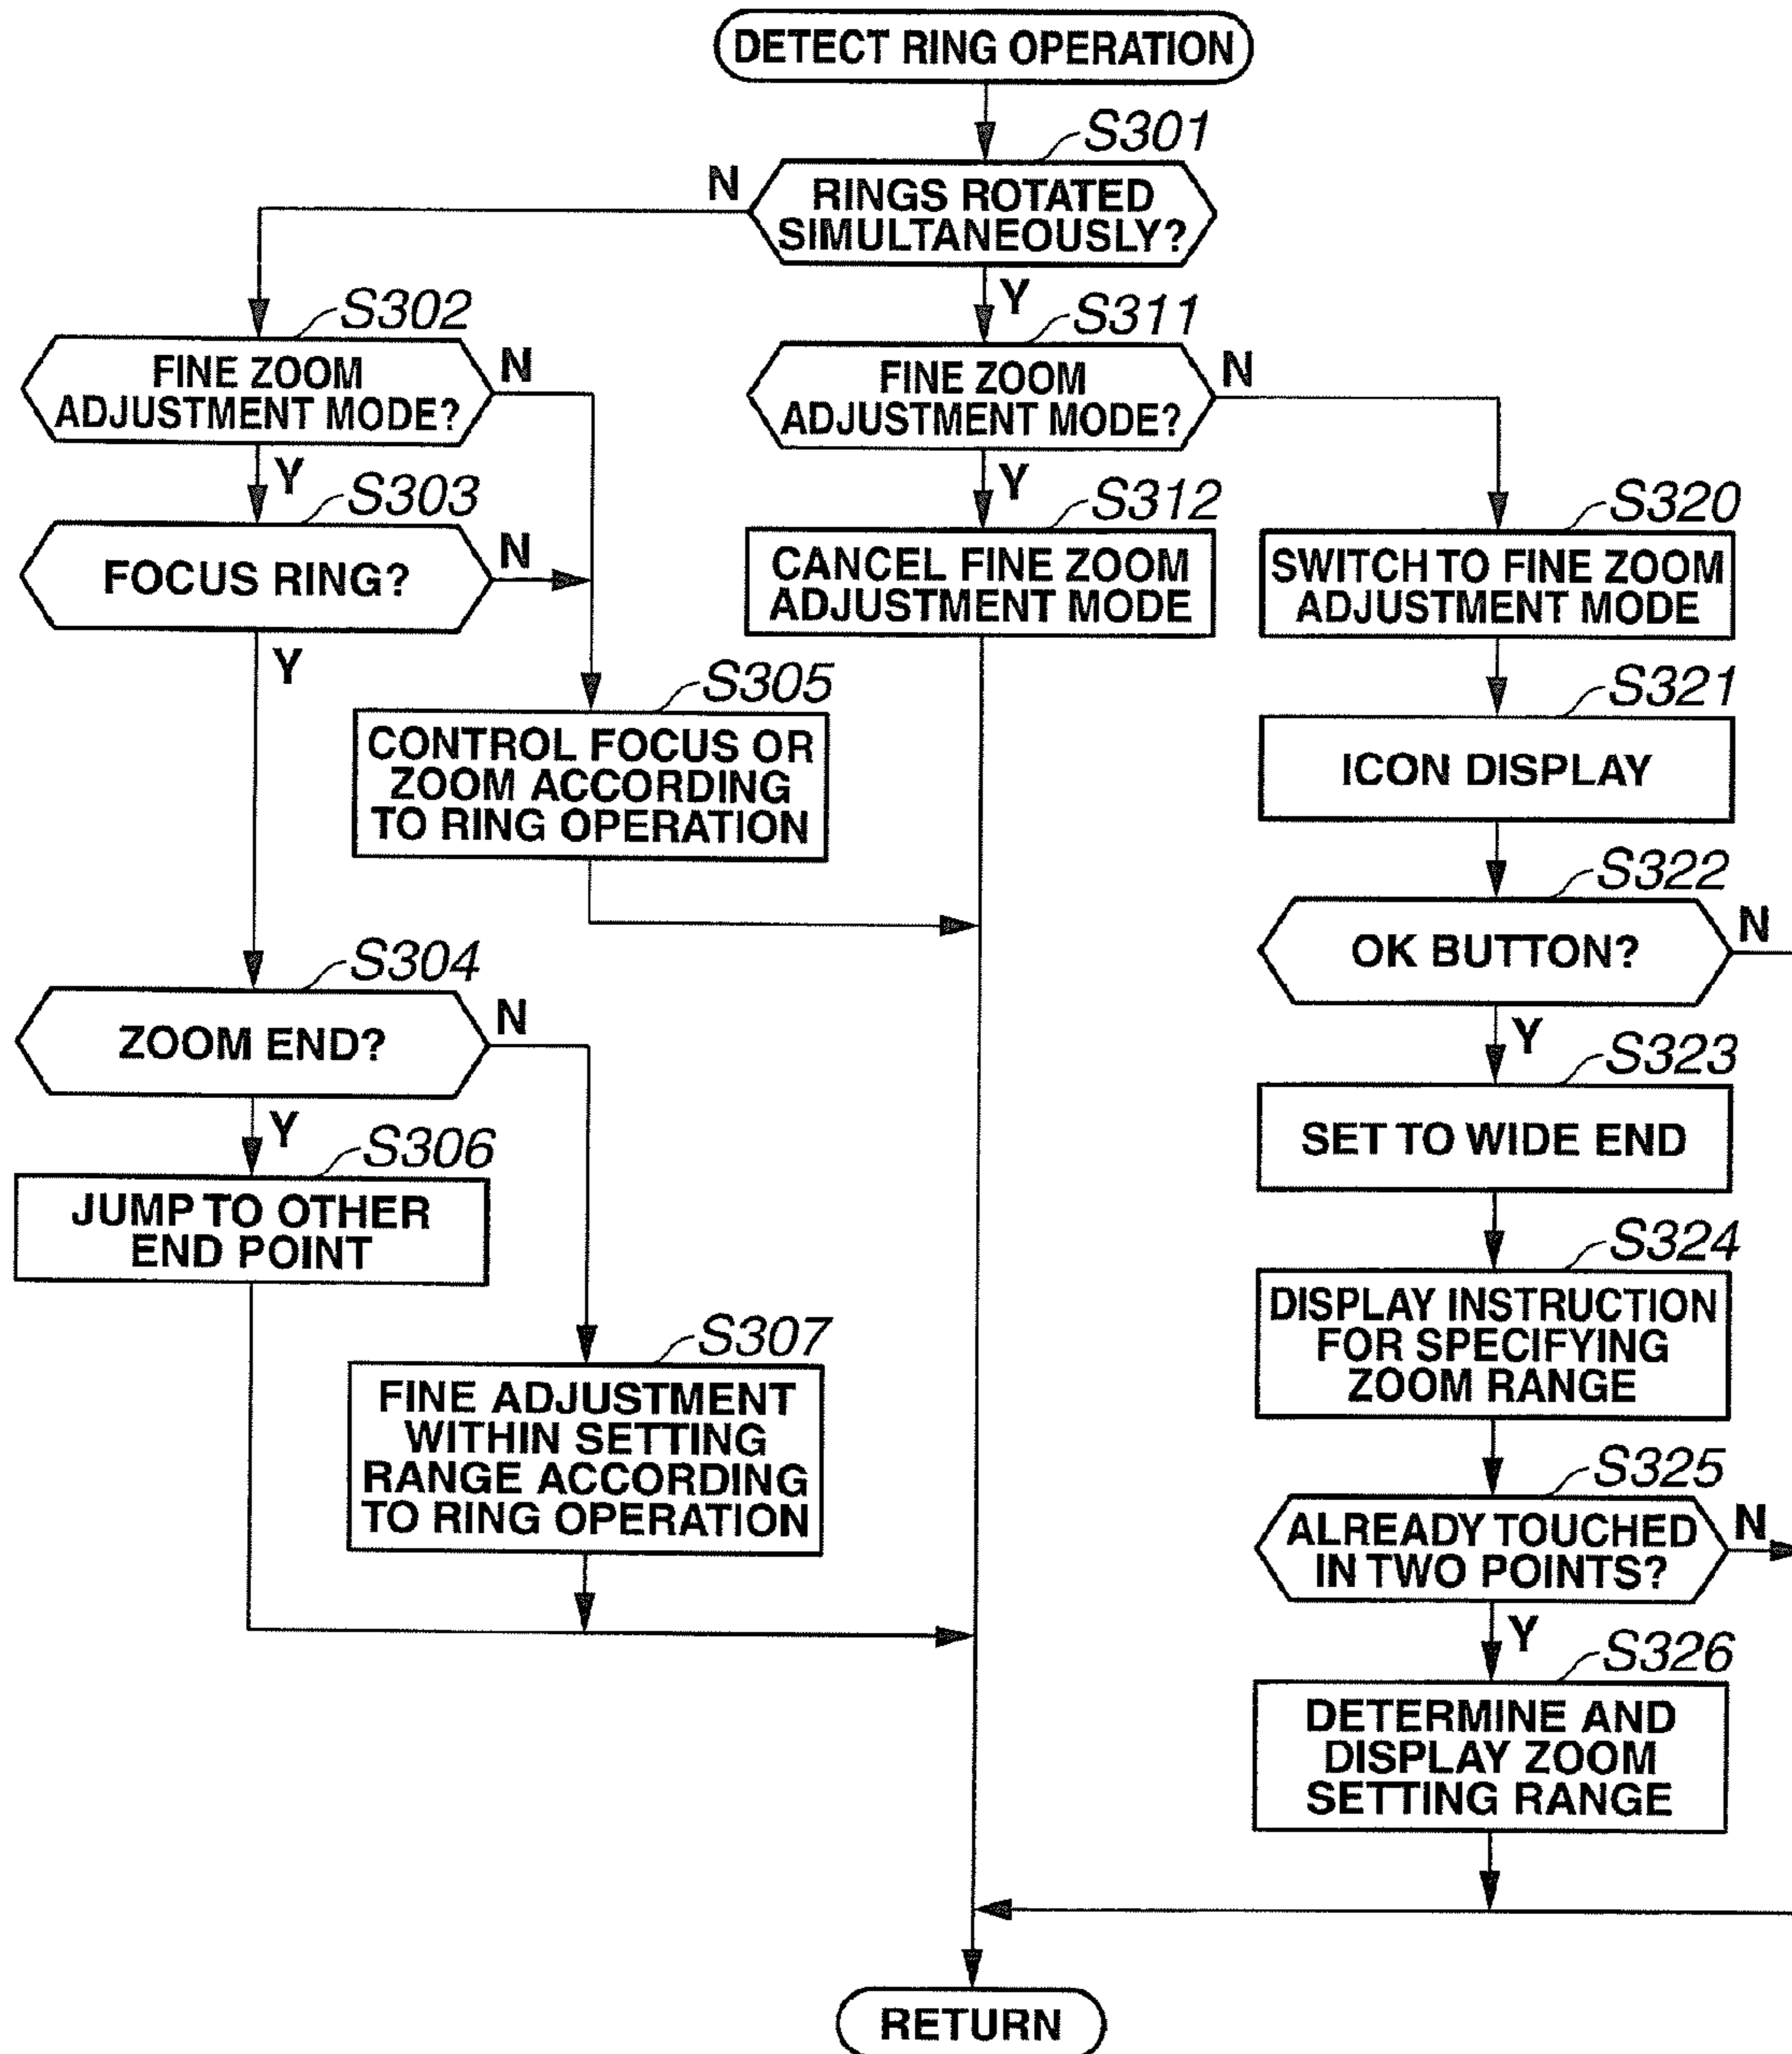 DETECT RING OPERATION
S301
N
RINGS ROTATED
SIMULTANEOUSLY?
Y
S302
FINE ZOOM
ADJUSTMENT MODE?
N
Y
S303
FOCUS RING?
N
Y
S305
CONTROL FOCUS OR
ZOOM ACCORDING
TO RING OPERATION
S304
ZOOM END?
N
Y
S306
JUMP TO OTHER
END POINT
S307
FINE ADJUSTMENT
WITHIN SETTING
RANGE ACCORDING
TO RING OPERATION
S311
FINE ZOOM
ADJUSTMENT MODE?
N
Y
S312
CANCEL FINE ZOOM
ADJUSTMENT MODE
S320
SWITCH TO FINE ZOOM
ADJUSTMENT MODE
S321
ICON DISPLAY
S322
OK BUTTON?
N
Y
S323
SET TO WIDE END
S324
DISPLAY INSTRUCTION
FOR SPECIFYING
ZOOM RANGE
S325
ALREADY TOUCHED
IN TWO POINTS?
N
Y
S326
DETERMINE AND
DISPLAY ZOOM
SETTING RANGE
RETURN